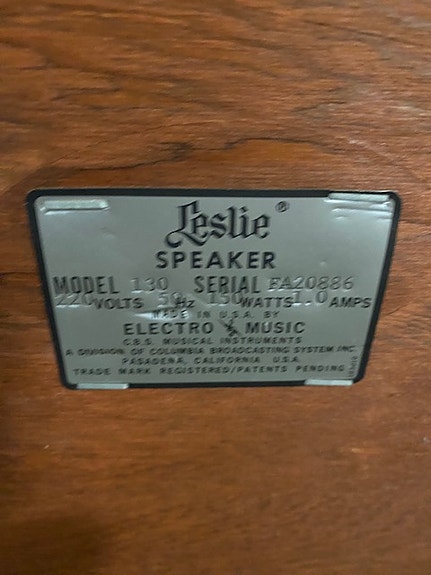 Leslie ®
SPEAKER
MODEL 130 SERIAL FA20886
220 VOLTS 50 Hz 150 WATTS 1.0 AMPS
MADE IN U.S.A. BY
ELECTRO MUSIC
C.B.S. MUSICAL INSTRUMENTS
A DIVISION OF COLUMBIA BROADCASTING SYSTEM INC
PASADENA, CALIFORNIA U.S.A.
TRADE MARK REGISTERED/PATENTS PENDING